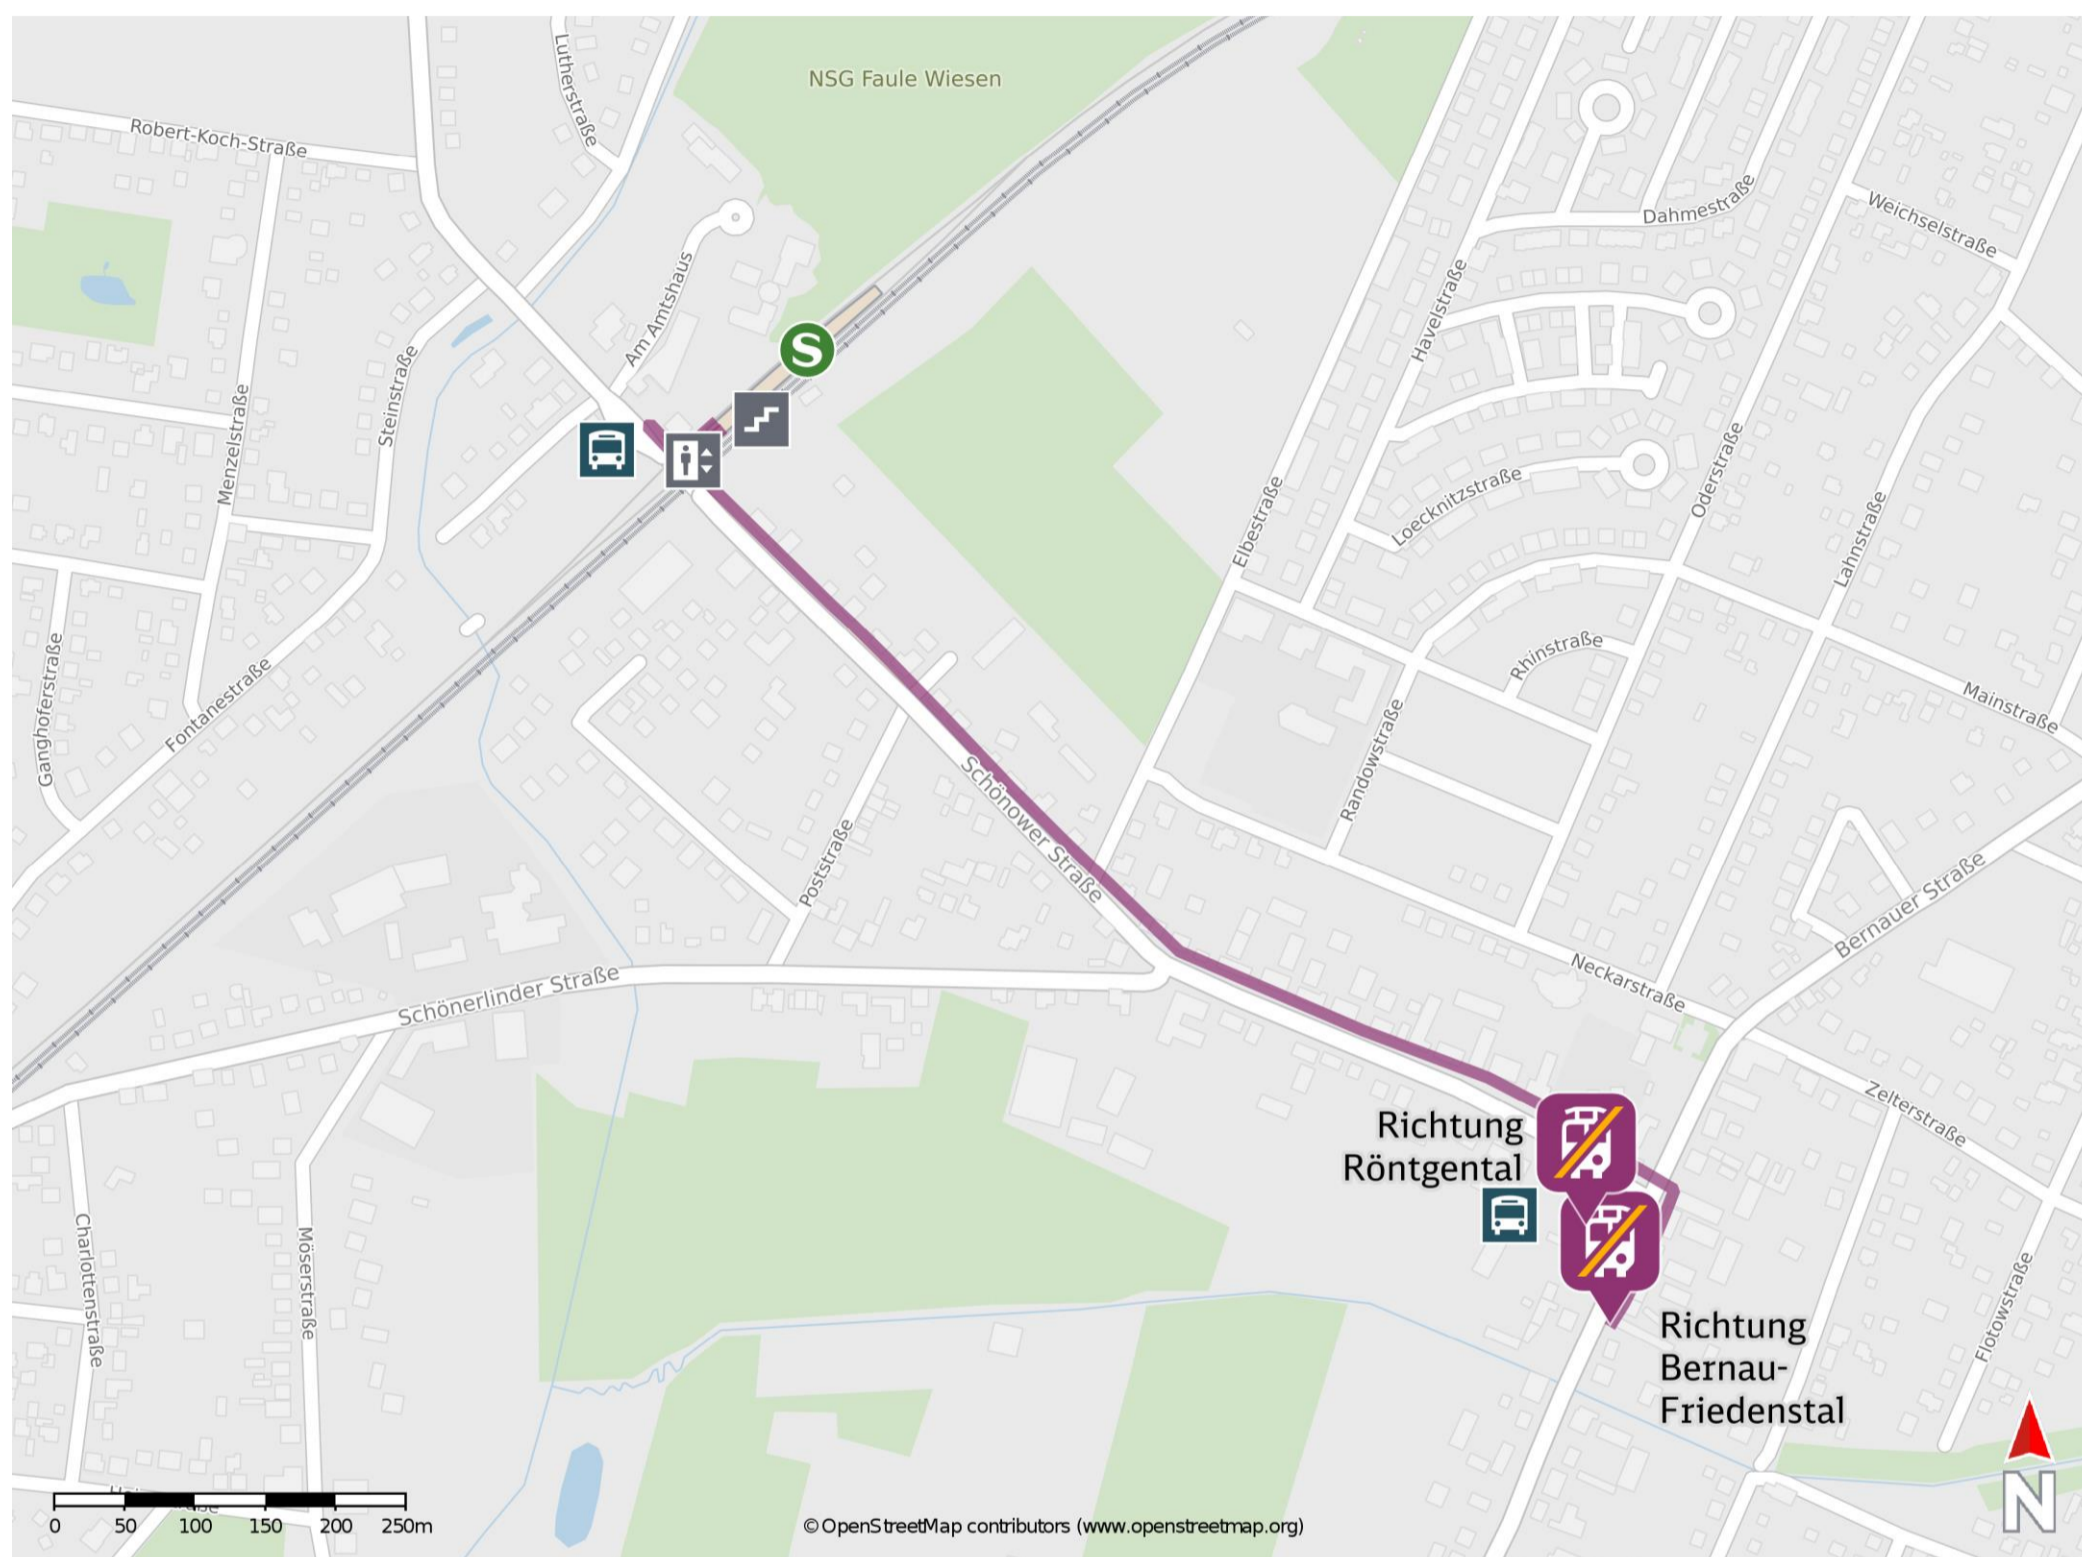 NSG Faule Wiesen
Lutherstraße
Robert-Koch-Straße
Dahmestraße
Weichselstraße
Am Amtshaus
Havelstraße
S
Steinstraße
Menzelstraße
Loecknitzstraße
Oderstraße
Elbestraße
Lahnstraße
Rhinstraße
Ganghoferstraße
Fontanestraße
Mainstraße
Randowstraße
Schönower Straße
Poststraße
Bernauer Straße
Neckarstraße
Schönerlinder Straße
Zelterstraße
Richtung
Röntgental
Charlottenstraße
Möserstraße
Flotowstraße
Richtung
Bernau-
Friedenstal
N
0 50 100 150 200 250m
© OpenStreetMap contributors (www.openstreetmap.org)